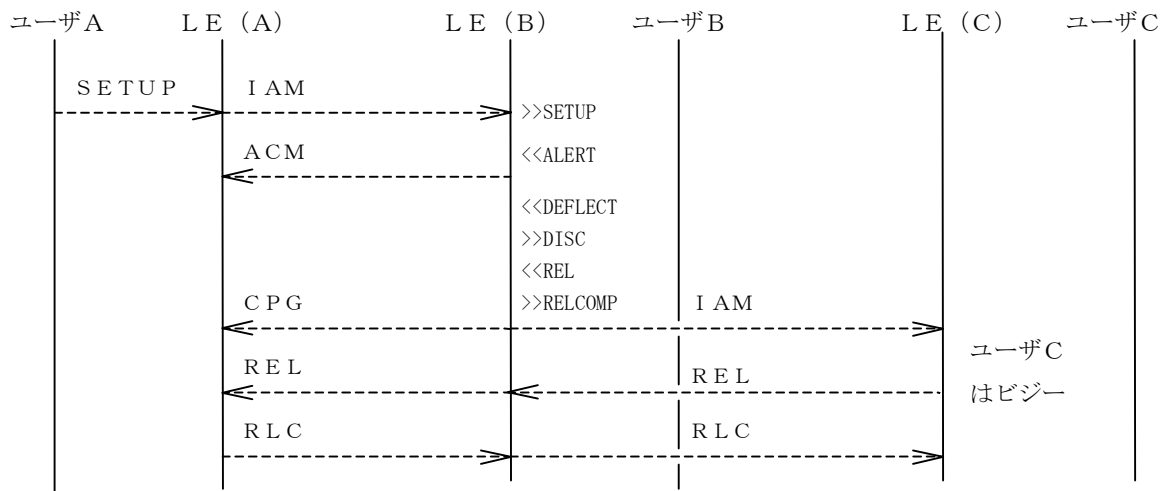 ユーザA　LE（A）　LE（B）　ユーザB　LE（C）　ユーザC
SETUP　IAM
>>SETUP
ACM　<<ALERT
<<DEFLECT
>>DISC
<<REL
CPG　>>RELCOMP　IAM
ユーザC
REL　REL　はビジー
RLC　RLC